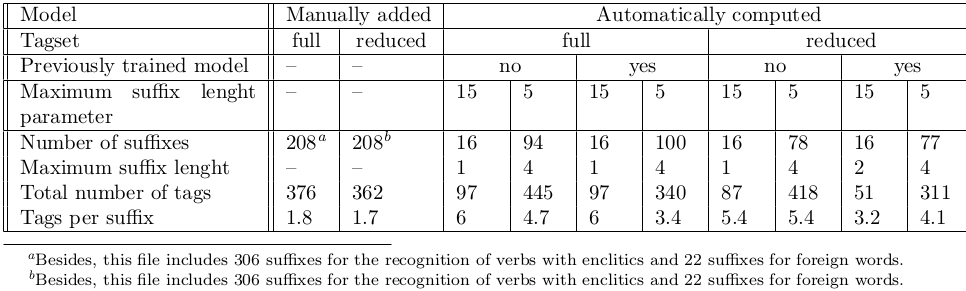 Model Manually added Automatically computed
Tagset full reduced full reduced
Previously trained model – – no yes no yes
Maximum suffix lenght – – 15 5 15 5 15 5 15 5
parameter
Number of suffixes 208a 208b 16 94 16 100 16 78 16 77
Maximum suffix lenght – – 1 4 1 4 1 4 2 4
Total number of tags 376 362 97 445 97 340 87 418 51 311
Tags per suffix 1.8 1.7 6 4.7 6 3.4 5.4 5.4 3.2 4.1
aBesides, this file includes 306 suffixes for the recognition of verbs with enclitics and 22 suffixes for foreign words.
bBesides, this file includes 306 suffixes for the recognition of verbs with enclitics and 22 suffixes for foreign words.